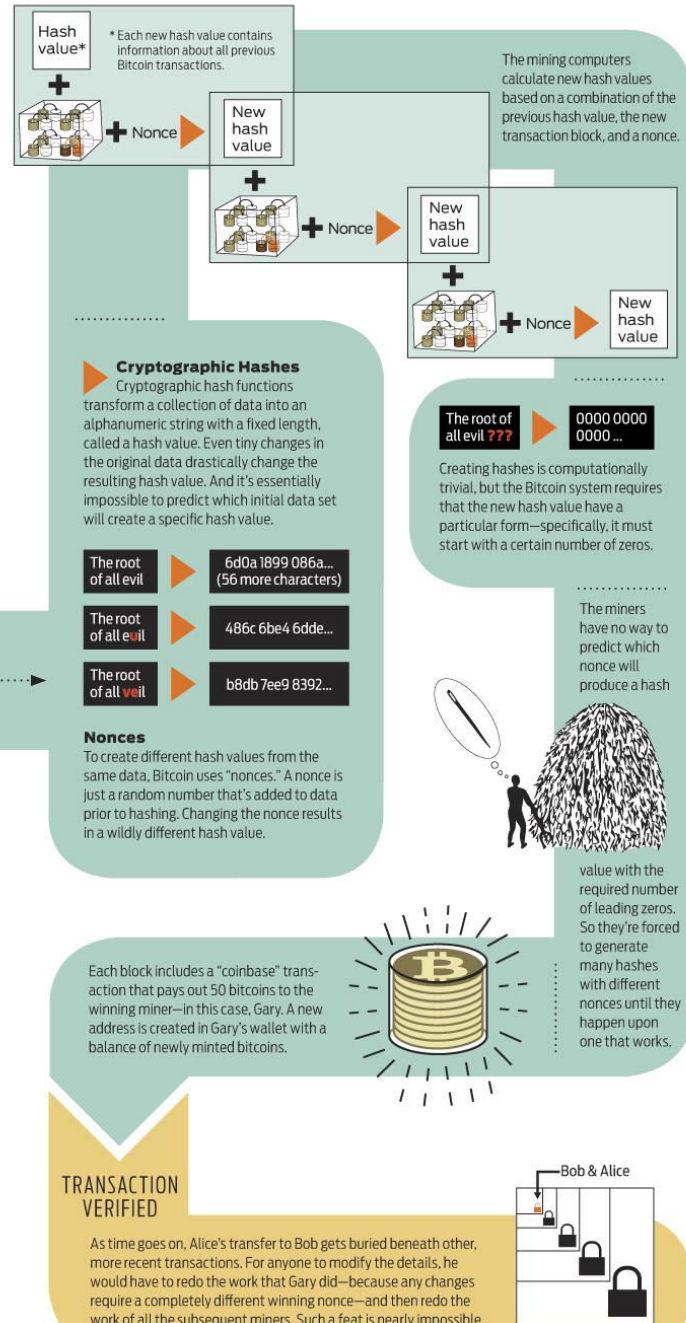 Hash
value*
* Each new hash value contains
information about all previous
Bitcoin transactions.
+
+ Nonce
New
hash
value
The mining computers
calculate new hash values
based on a combination of the
previous hash value, the new
transaction block, and a nonce.
+
+ Nonce
New
hash
value
+
+ Nonce
New
hash
value
Cryptographic Hashes
Cryptographic hash functions
transform a collection of data into an
alphanumeric string with a fixed length,
called a hash value. Even tiny changes in
the original data drastically change the
resulting hash value. And it's essentially
impossible to predict which initial data set
will create a specific hash value.
The root
of all evil
6d0a 1899 086a...
(56 more characters)
The root
of all euil
486c 6be4 6dde...
The root
of all veil
b8db 7ee9 8392...
Nonces
To create different hash values from the
same data, Bitcoin uses "nonces." A nonce is
just a random number that's added to data
prior to hashing. Changing the nonce results
in a wildly different hash value.
The root of
all evil ???
0000 0000
0000 ...
Creating hashes is computationally
trivial, but the Bitcoin system requires
that the new hash value have a
particular form—specifically, it must
start with a certain number of zeros.
The miners
have no way to
predict which
nonce will
produce a hash
value with the
required number
of leading zeros.
So they're forced
to generate
many hashes
with different
nonces until they
happen upon
one that works.
Each block includes a "coinbase" trans-
action that pays out 50 bitcoins to the
winning miner—in this case, Gary. A new
address is created in Gary's wallet with a
balance of newly minted bitcoins.
TRANSACTION
VERIFIED
Bob & Alice
As time goes on, Alice's transfer to Bob gets buried beneath other,
more recent transactions. For anyone to modify the details, he
would have to redo the work that Gary did—because any changes
require a completely different winning nonce—and then redo the
work of all the subsequent miners. Such a feat is nearly impossible